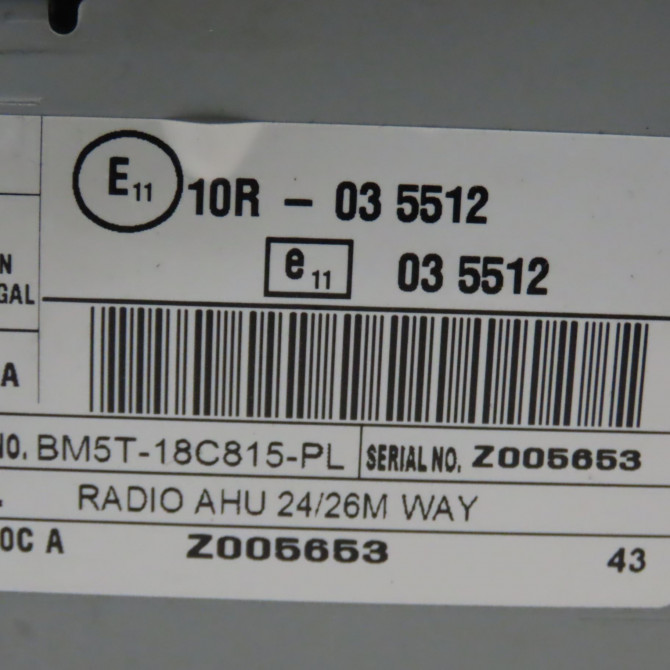 E11 10R - 03 5512
e11 03 5512
N
GAL
A
NO. BM5T-18C815-PL SERIAL NO. Z005653
. RADIO AHU 24/26M WAY
0C A Z005653 43